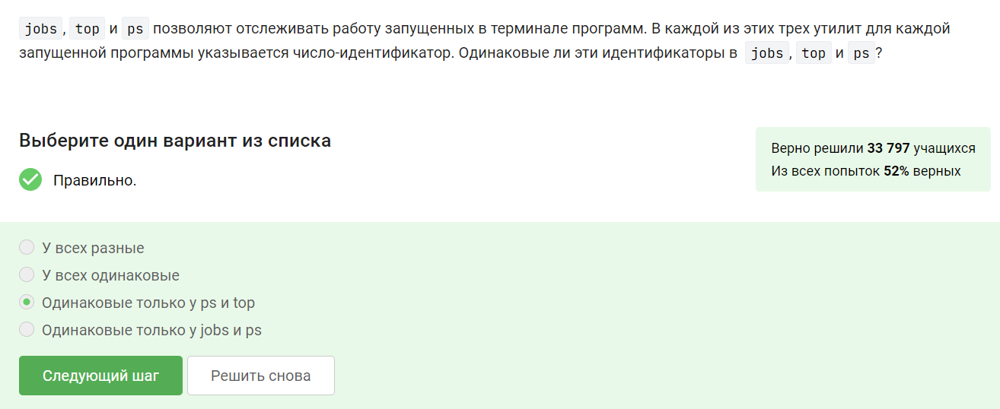 jobs, top и ps позволяют отслеживать работу запущенных в терминале программ. В каждой из этих трех утилит для каждой
запущенной программы указывается число-идентификатор. Одинаковые ли эти идентификаторы в jobs, top и ps?
Выберите один вариант из списка
Правильно.
Верно решили 33 797 учащихся
Из всех попыток 52% верных
У всех разные
У всех одинаковые
Одинаковые только у ps и top
Одинаковые только у jobs и ps
Следующий шаг
Решить снова